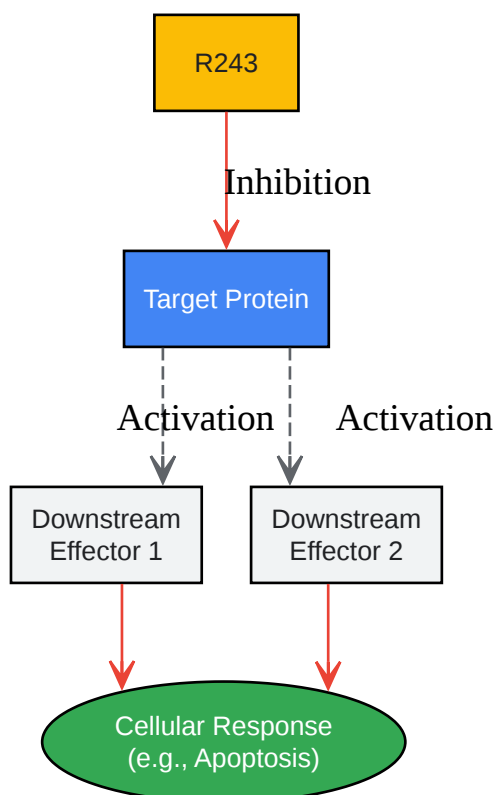 R243
Inhibition
Target Protein
Activation
Activation
Downstream
Effector 1
Downstream
Effector 2
Cellular Response
(e.g., Apoptosis)